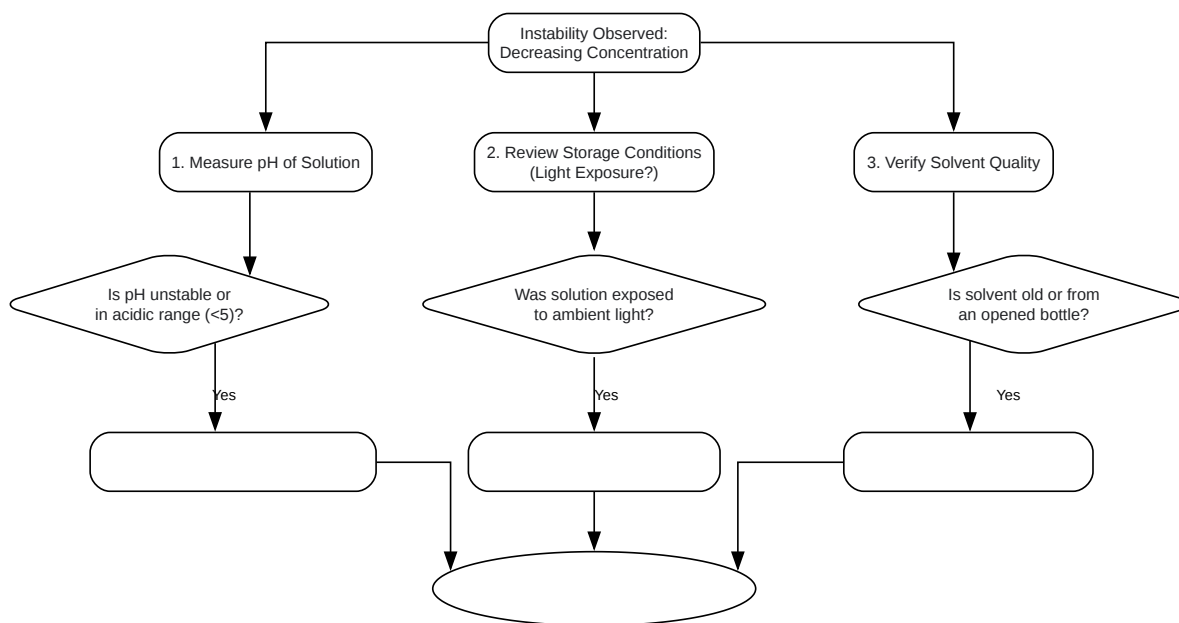 Instability Observed:
Decreasing Concentration
1. Measure pH of Solution
2. Review Storage Conditions
(Light Exposure?)
3. Verify Solvent Quality
Is pH unstable or
in acidic range (<5)?
Was solution exposed
to ambient light?
Is solvent old or from
an opened bottle?
Yes
Yes
Yes